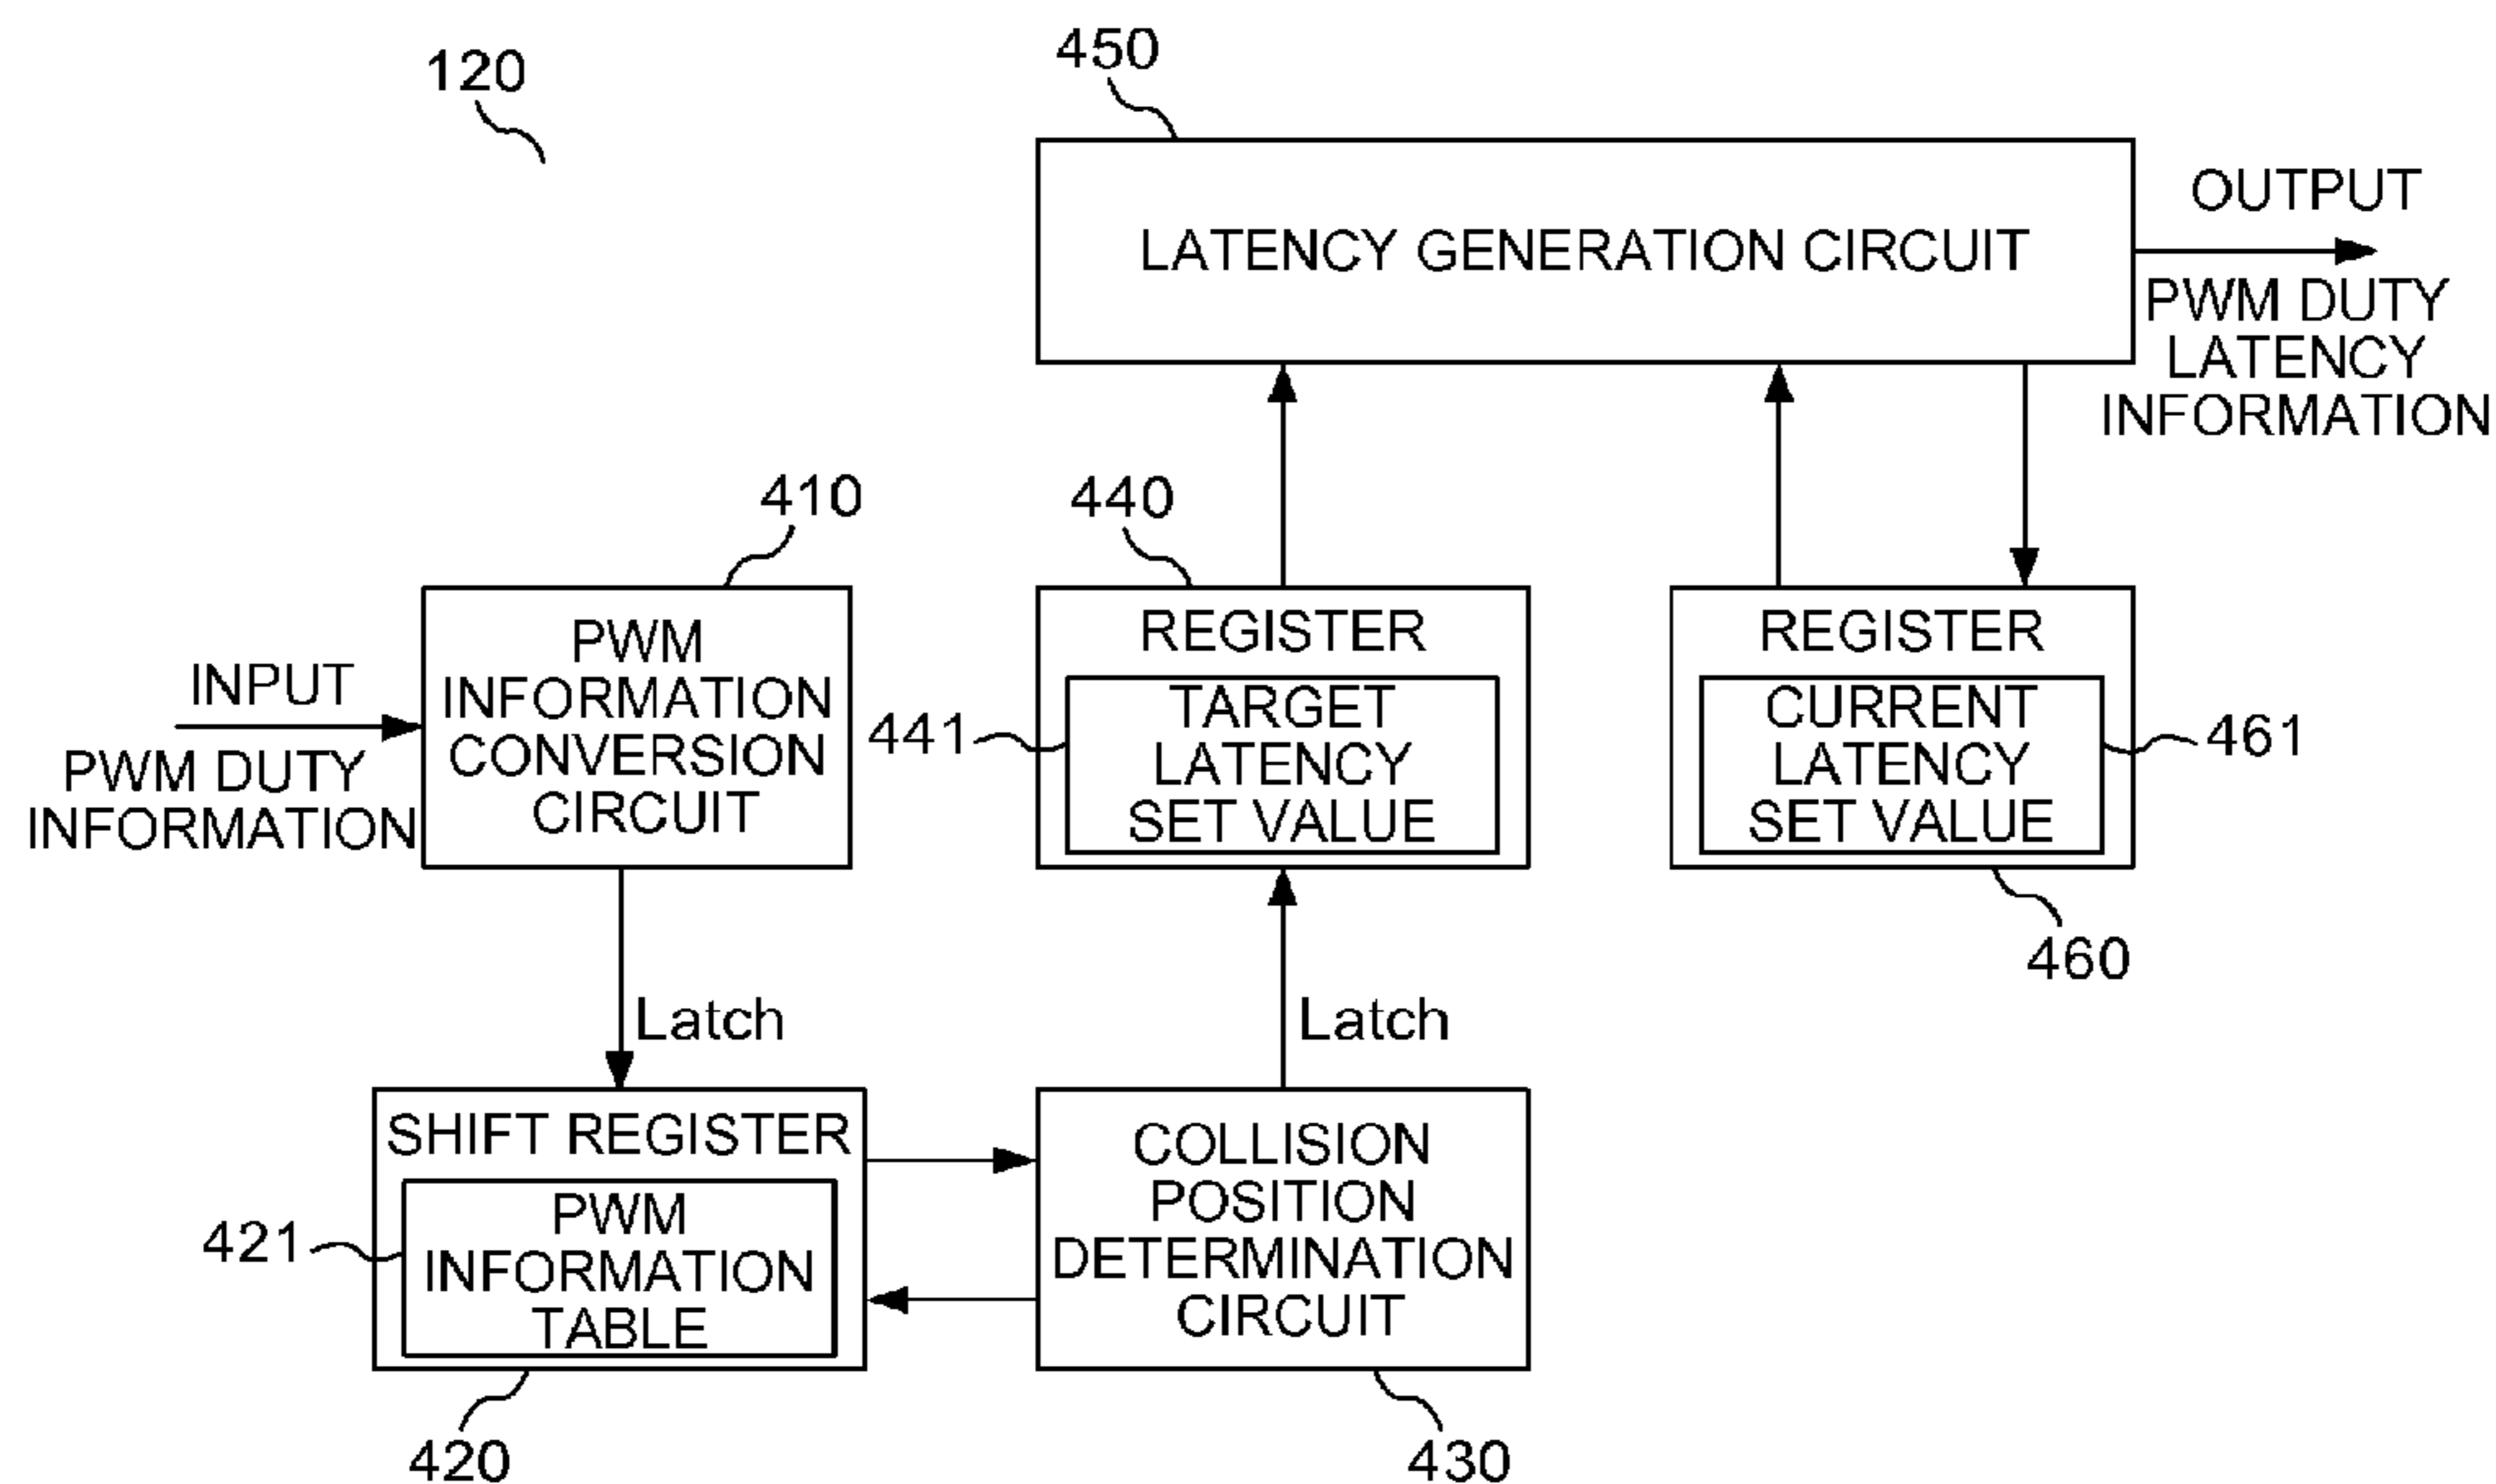 120
450
LATENCY GENERATION CIRCUIT
OUTPUT
PWM DUTY
LATENCY
INFORMATION
410
INPUT
PWM DUTY
INFORMATION
PWM
INFORMATION
CONVERSION
CIRCUIT
440
REGISTER
441
TARGET
LATENCY
SET VALUE
REGISTER
CURRENT
LATENCY
SET VALUE
461
460
Latch
Latch
SHIFT REGISTER
421
PWM
INFORMATION
TABLE
420
COLLISION
POSITION
DETERMINATION
CIRCUIT
430